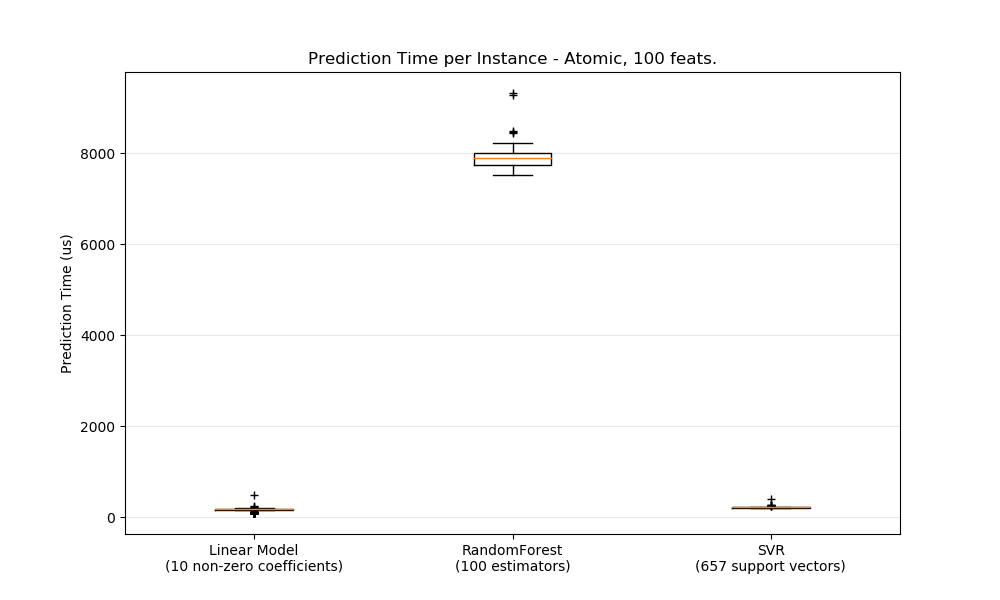 Prediction Time per Instance - Atomic, 100 feats.
Prediction Time (us)
8000
6000
4000
2000
0
Linear Model
(10 non-zero coefficients)
RandomForest
(100 estimators)
SVR
(657 support vectors)